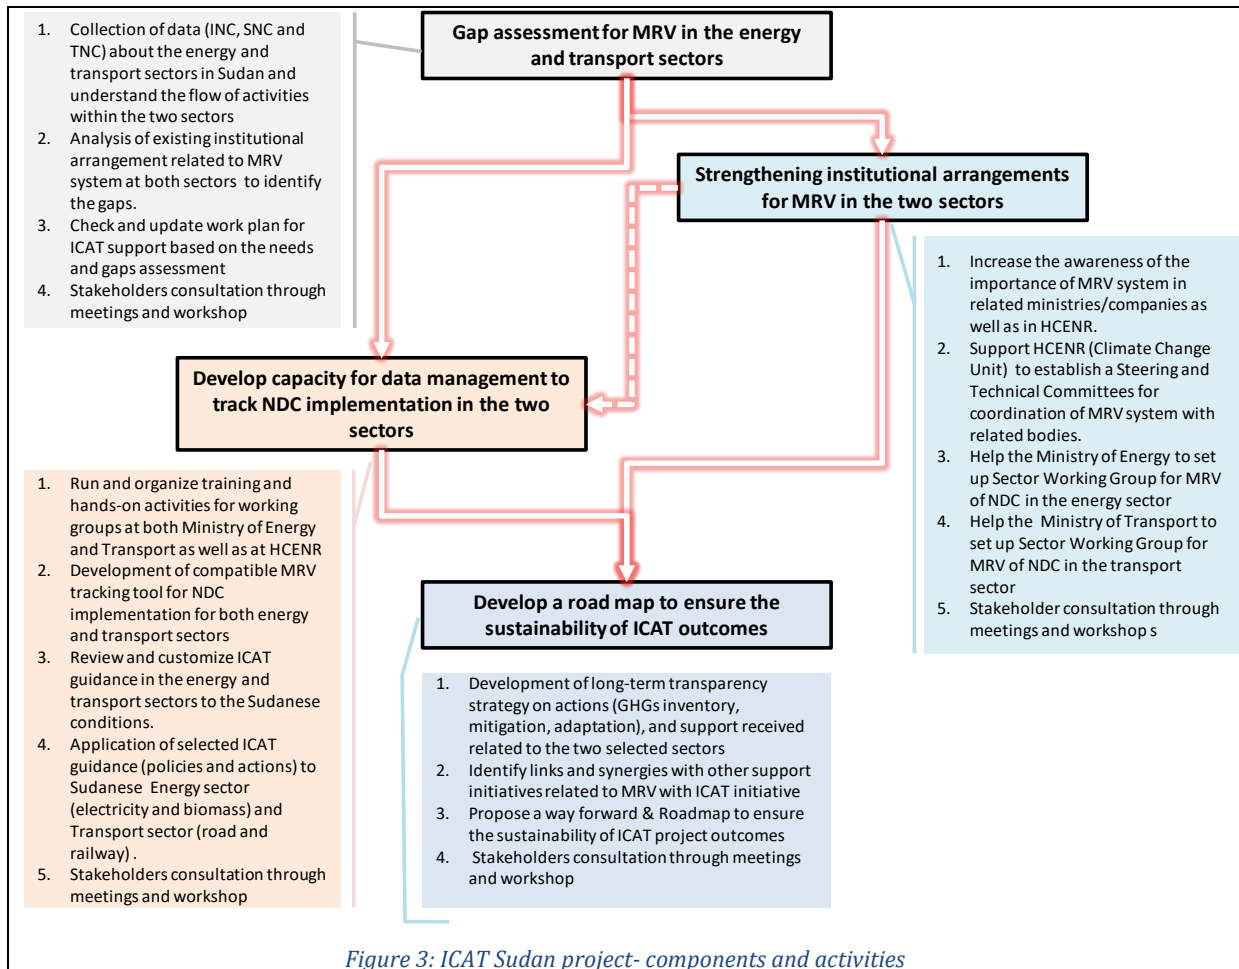 Gap assessment for MRV in the energy
and transport sectors
1. Collection of data (INC, SNC and
TNC) about the energy and
transport sectors in Sudan and
understand the flow of activities
within the two sectors
2. Analysis of existing institutional
arrangement related to MRV
system at both sectors to identify
the gaps.
3. Check and update work plan for
ICAT support based on the needs
and gaps assessment
4. Stakeholders consultation through
meetings and workshop
Strengthening institutional arrangements
for MRV in the two sectors
1. Increase the awareness of the
importance of MRV system in
related ministries/companies as
well as in HCENR.
2. Support HCENR (Climate Change
Unit) to establish a Steering and
Technical Committees for
coordination of MRV system with
related bodies.
3. Help the Ministry of Energy to set
up Sector Working Group for MRV
of NDC in the energy sector
4. Help the Ministry of Transport to
set up Sector Working Group for
MRV of NDC in the transport
sector
5. Stakeholder consultation through
meetings and workshop s
Develop capacity for data management to
track NDC implementation in the two
sectors
1. Run and organize training and
hands-on activities for working
groups at both Ministry of Energy
and Transport as well as at HCENR
2. Development of compatible MRV
tracking tool for NDC
implementation for both energy
and transport sectors
3. Review and customize ICAT
guidance in the energy and
transport sectors to the Sudanese
conditions.
4. Application of selected ICAT
guidance (policies and actions) to
Sudanese Energy sector
(electricity and biomass) and
Transport sector (road and
railway) .
5. Stakeholders consultation through
meetings and workshop
Develop a road map to ensure the
sustainability of ICAT outcomes
1. Development of long-term transparency
strategy on actions (GHGs inventory,
mitigation, adaptation), and support received
related to the two selected sectors
2. Identify links and synergies with other support
initiatives related to MRV with ICAT initiative
3. Propose a way forward & Roadmap to ensure
the sustainability of ICAT project outcomes
4. Stakeholders consultation through meetings
and workshop
Figure 3: ICAT Sudan project- components and activities